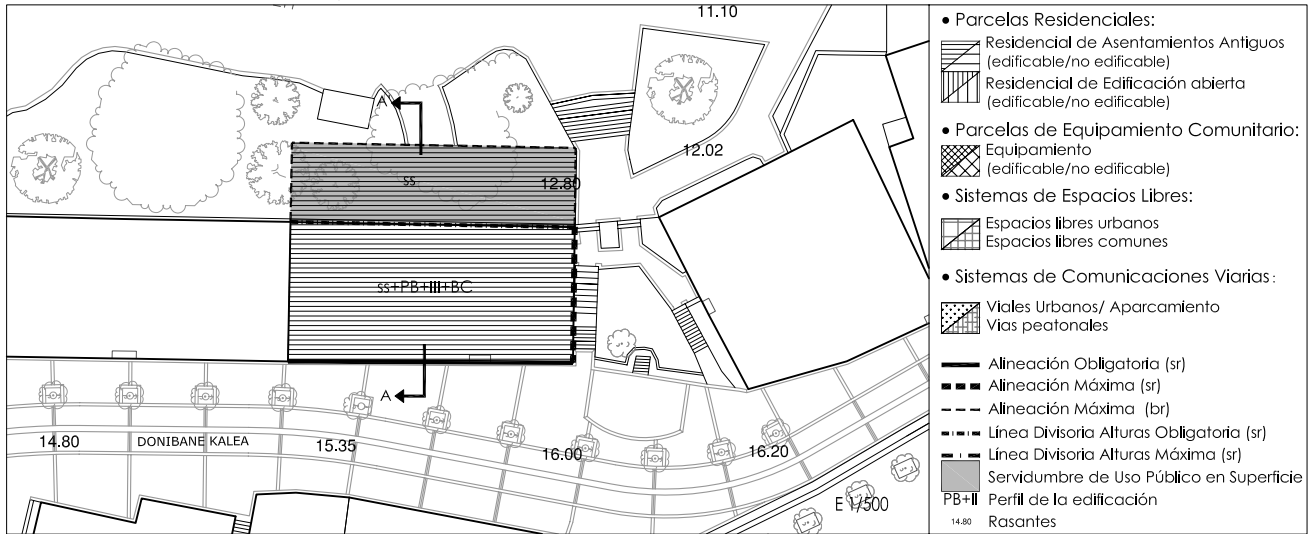 11.10
A
12.02
ss
12.80
ss+PB+III+BC
A
14.80
DONIBANE KALEA
15.35
16.00
16.20
E 1/500
• Parcelas Residenciales:
Residencial de Asentamientos Antiguos
(edificable/no edificable)
Residencial de Edificación abierta
(edificable/no edificable)
• Parcelas de Equipamiento Comunitario:
Equipamiento
(edificable/no edificable)
• Sistemas de Espacios Libres:
Espacios libres urbanos
Espacios libres comunes
• Sistemas de Comunicaciones Viarias:
Viales Urbanos/ Aparcamiento
Vias peatonales
Alineación Obligatoria (sr)
Alineación Máxima (sr)
Alineación Máxima (br)
Línea Divisoria Alturas Obligatoria (sr)
Línea Divisoria Alturas Máxima (sr)
Servidumbre de Uso Público en Superficie
PB+II Perfil de la edificación
14.80 Rasantes